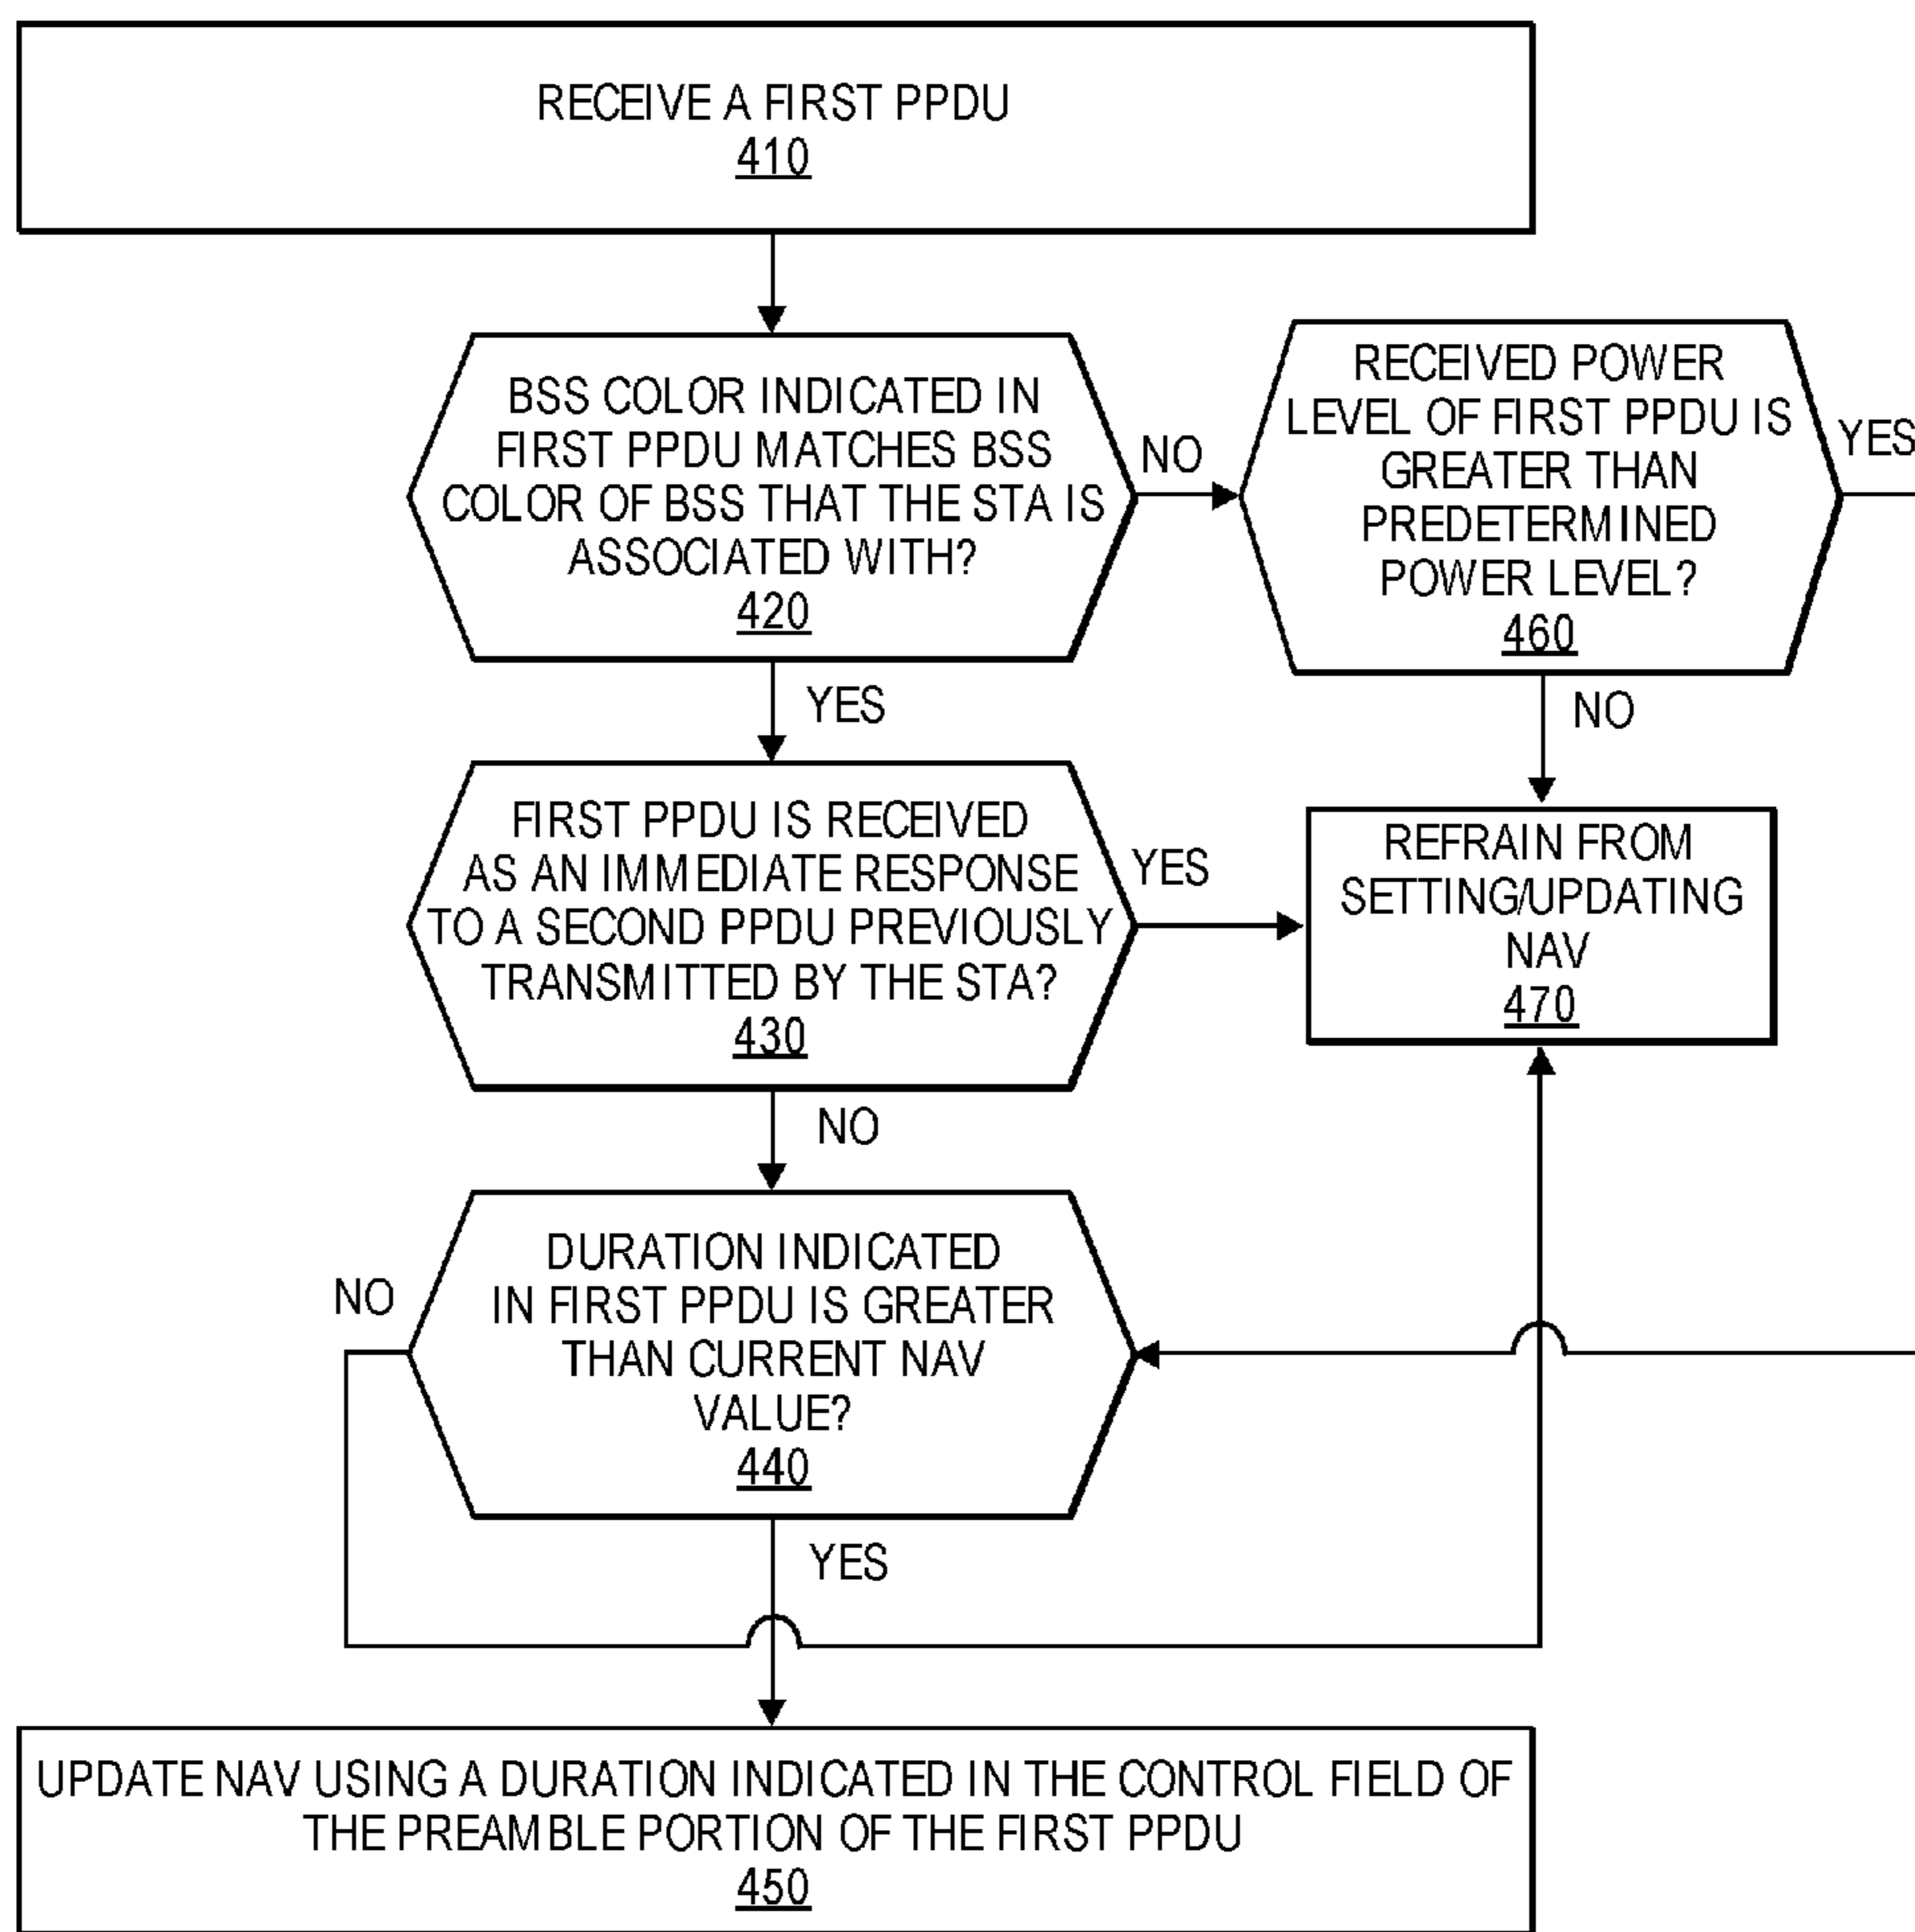 RECEIVE A FIRST PPDU
410
BSS COLOR INDICATED IN
FIRST PPDU MATCHES BSS
COLOR OF BSS THAT THE STA IS
ASSOCIATED WITH?
420
NO
RECEIVED POWER
LEVEL OF FIRST PPDU IS
GREATER THAN
PREDETERMINED
POWER LEVEL?
460
YES
YES
NO
FIRST PPDU IS RECEIVED
AS AN IMMEDIATE RESPONSE
TO A SECOND PPDU PREVIOUSLY
TRANSMITTED BY THE STA?
430
YES
REFRAIN FROM
SETTING/UPDATING
NAV
470
NO
DURATION INDICATED
IN FIRST PPDU IS GREATER
THAN CURRENT NAV
VALUE?
440
NO
YES
UPDATE NAV USING A DURATION INDICATED IN THE CONTROL FIELD OF
THE PREAMBLE PORTION OF THE FIRST PPDU
450